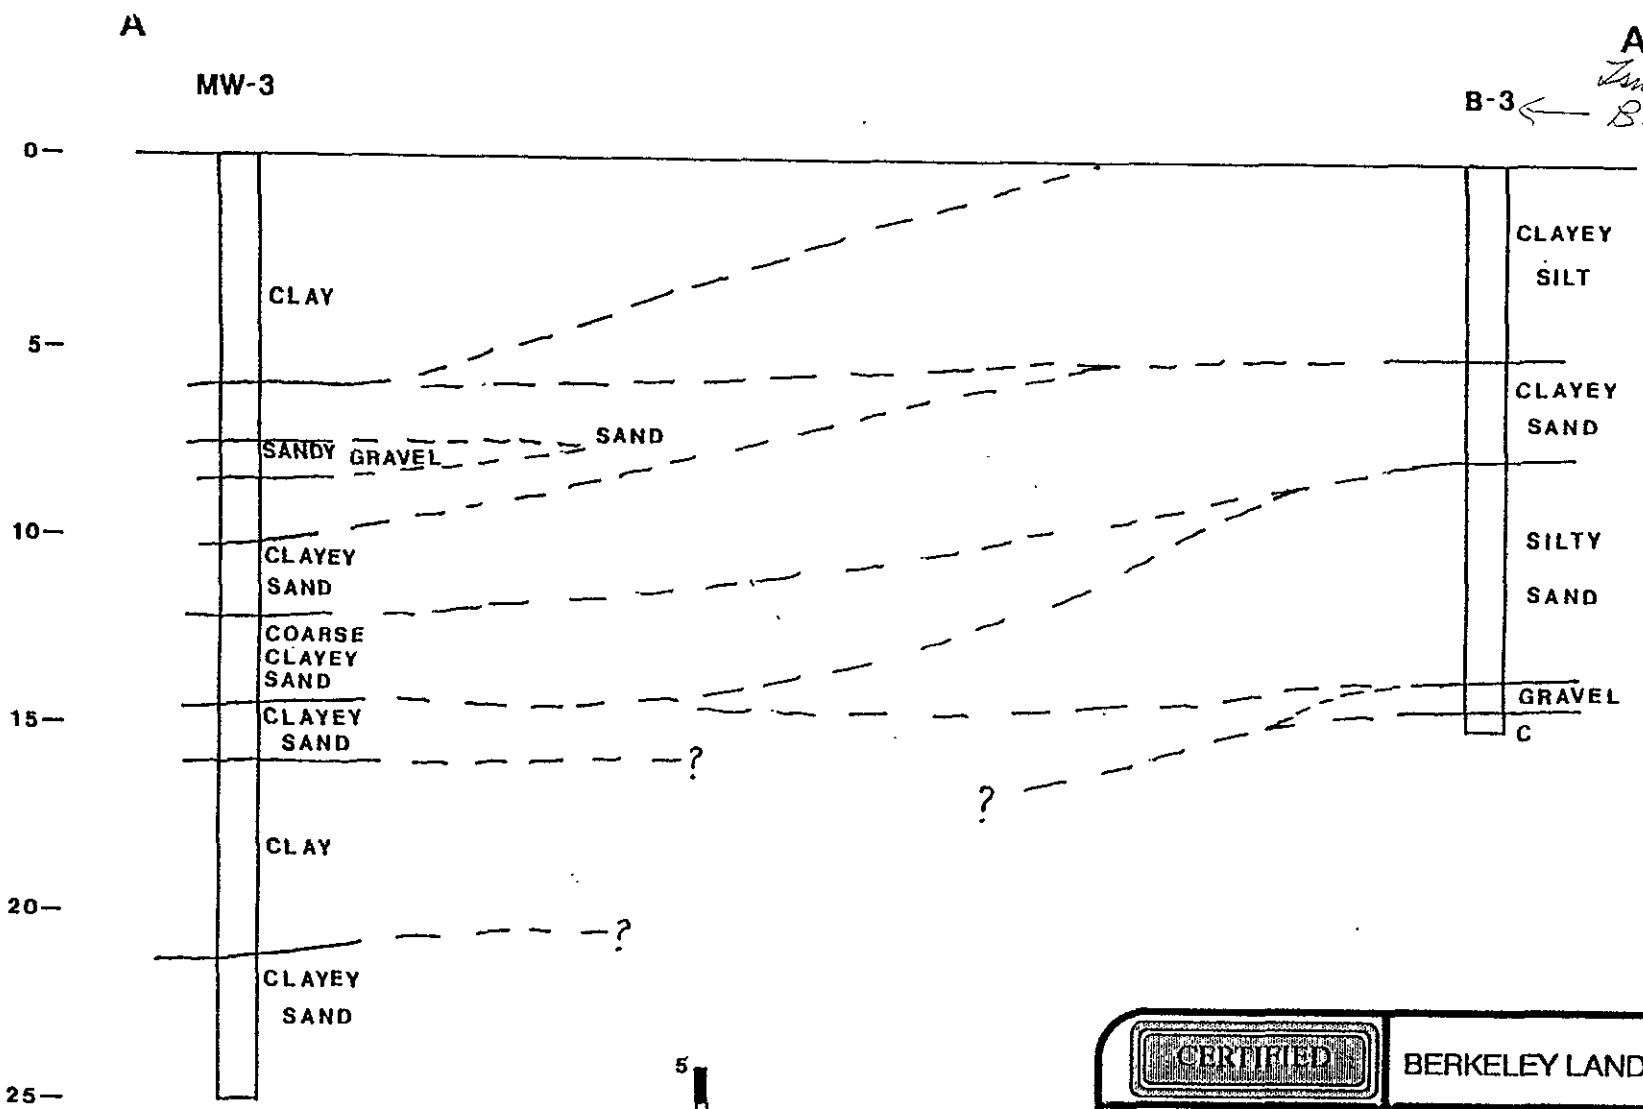 A
A
MW-3
B-3
0
CLAYEY
SILT
CLAY
5
CLAYEY
SAND
SAND
SANDY GRAVEL
10
CLAYEY
SAND
SILTY
SAND
COARSE
CLAYEY
SAND
GRAVEL
15
CLAYEY
SAND
C
?
?
CLAY
20
?
CLAYEY
SAND
5
25
CERTIFIED
BERKELEY LAND